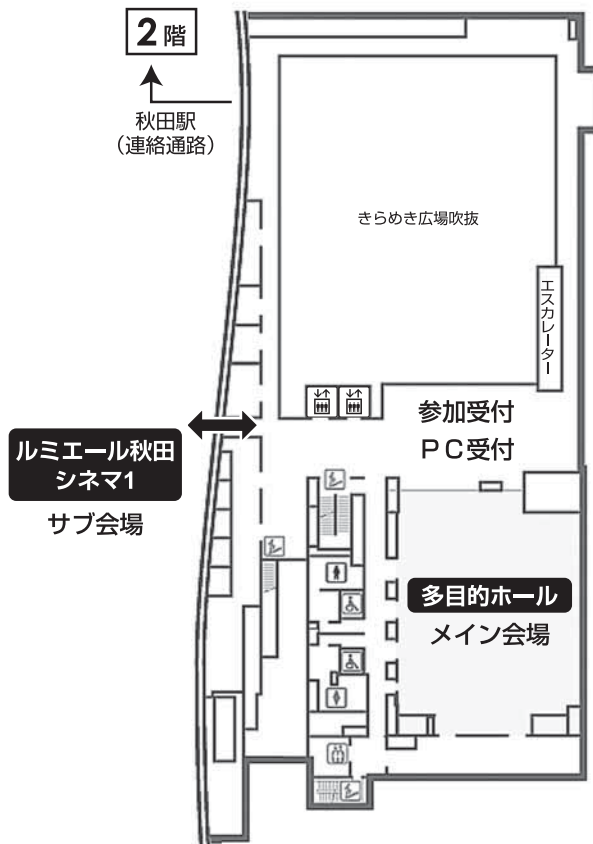 2階
秋田駅
（連絡通路）
きらめき広場吹抜
エスカレーター
参加受付
ＰＣ受付
ルミエール秋田
シネマ1
サブ会場
多目的ホール
メイン会場